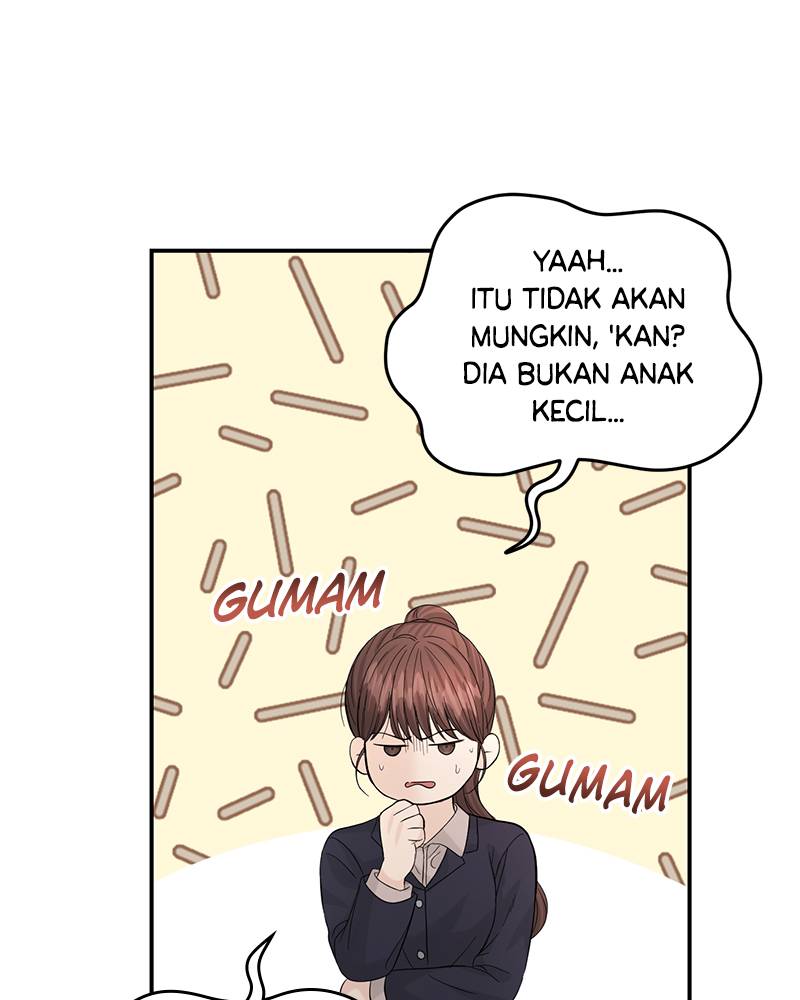 YAAH...
ITU TIDAK AKAN
MUNGKIN, 'KAN?
DIA BUKAN ANAK
KECIL...
GUMAM
GUMAM